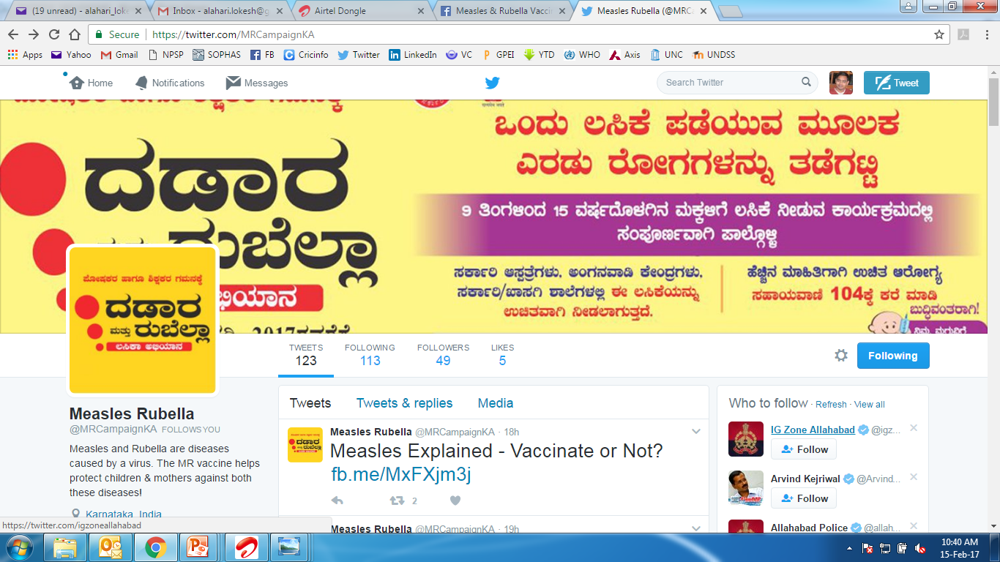 (19 unread) - alahari_lok
Inbox - alahari.lokesh@g
Airtel Dongle
Measles & Rubella Vacci
Measles Rubella (@MRC
Secure
https://twitter.com/MRCampaignKA
Apps Yahoo Gmail NPSP SOPHAS FB Cricinfo Twitter LinkedIn VC GPEI YTD WHO Axis UNC UNDSS
Home Notifications Messages
Search Twitter
Tweet
ದಡಾರ
ರುಬೆಲ್ಲಾ
ಒಂದು ಲಸಿಕೆ ಪಡೆಯುವ ಮೂಲಕ
ಎರಡು ರೋಗಗಳನ್ನು ತಡೆಗಟ್ಟಿ
9 ತಿಂಗಳಿಂದ 15 ವರ್ಷದೊಳಗಿನ ಮಕ್ಕಳಿಗೆ ಲಸಿಕೆ ನೀಡುವ ಕಾರ್ಯಕ್ರಮದಲ್ಲಿ
ಸಂಪೂರ್ಣವಾಗಿ ಪಾಲ್ಗೊಳ್ಳಿ
ಸರ್ಕಾರಿ ಆಸ್ಪತ್ರೆಗಳು, ಅಂಗನವಾಡಿ ಕೇಂದ್ರಗಳು,
ಸರ್ಕಾರಿ/ಖಾಸಗಿ ಶಾಲೆಗಳಲ್ಲಿ ಈ ಲಸಿಕೆಯನ್ನು
ಉಚಿತವಾಗಿ ನೀಡಲಾಗುತ್ತದೆ.
ಹೆಚ್ಚಿನ ಮಾಹಿತಿಗಾಗಿ ಉಚಿತ ಆರೋಗ್ಯ
ಸಹಾಯವಾಣಿ 104ಕ್ಕೆ ಕರೆ ಮಾಡಿ
ಬುದ್ಧಿವಂತರಾಗಿ!
ಪೋಷಕರ ಹಾಗೂ ಶಿಕ್ಷಕರ ಗಮನಕ್ಕೆ
ದಡಾರ
ಮತ್ತು ರುಬೆಲ್ಲಾ
ಲಸಿಕಾ ಅಭಿಯಾನ
TWEETS FOLLOWING FOLLOWERS LIKES
123 113 49 5
Following
Measles Rubella
@MRCampaignKA FOLLOWS YOU
Measles and Rubella are diseases
caused by a virus. The MR vaccine helps
protect children & mothers against both
these diseases!
Karnataka, India
Tweets Tweets & replies Media
Measles Rubella @MRCampaignKA · 18h
Measles Explained - Vaccinate or Not?
fb.me/MxFXjm3j
2
Measles Rubella @MRCampaignKA · 19h
Who to follow · Refresh · View all
IG Zone Allahabad @igz...
Follow
Arvind Kejriwal @Arvind...
Follow
Allahabad Police @allah...
https://twitter.com/igzoneallahabad
10:40 AM
15-Feb-17